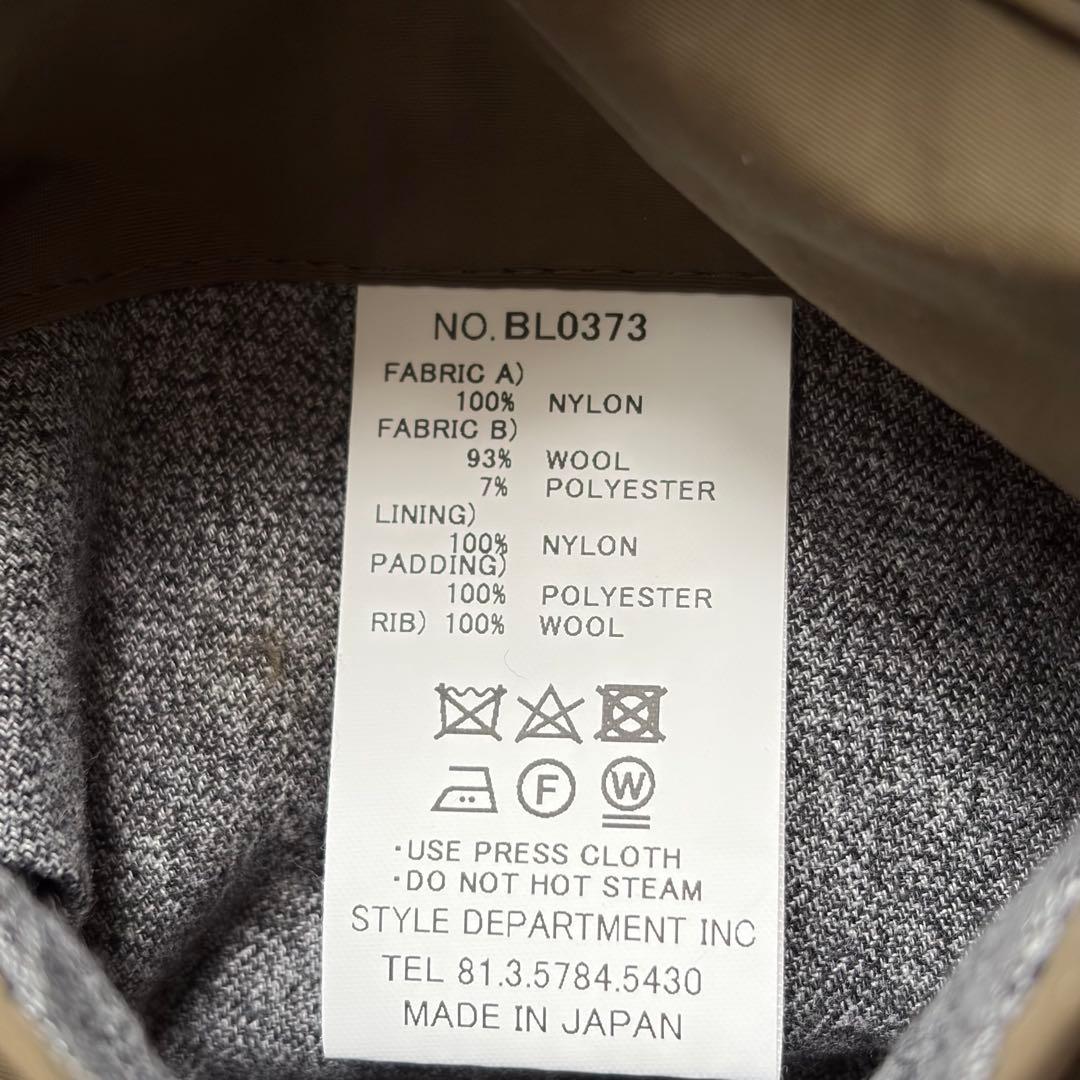 NO. BL0373
FABRIC A)
100% NYLON
FABRIC B)
93% WOOL
7% POLYESTER
LINING)
100% NYLON
PADDING)
100% POLYESTER
RIB) 100% WOOL
F W
・USE PRESS CLOTH
・DO NOT HOT STEAM
STYLE DEPARTMENT INC
TEL 81.3.5784.5430
MADE IN JAPAN